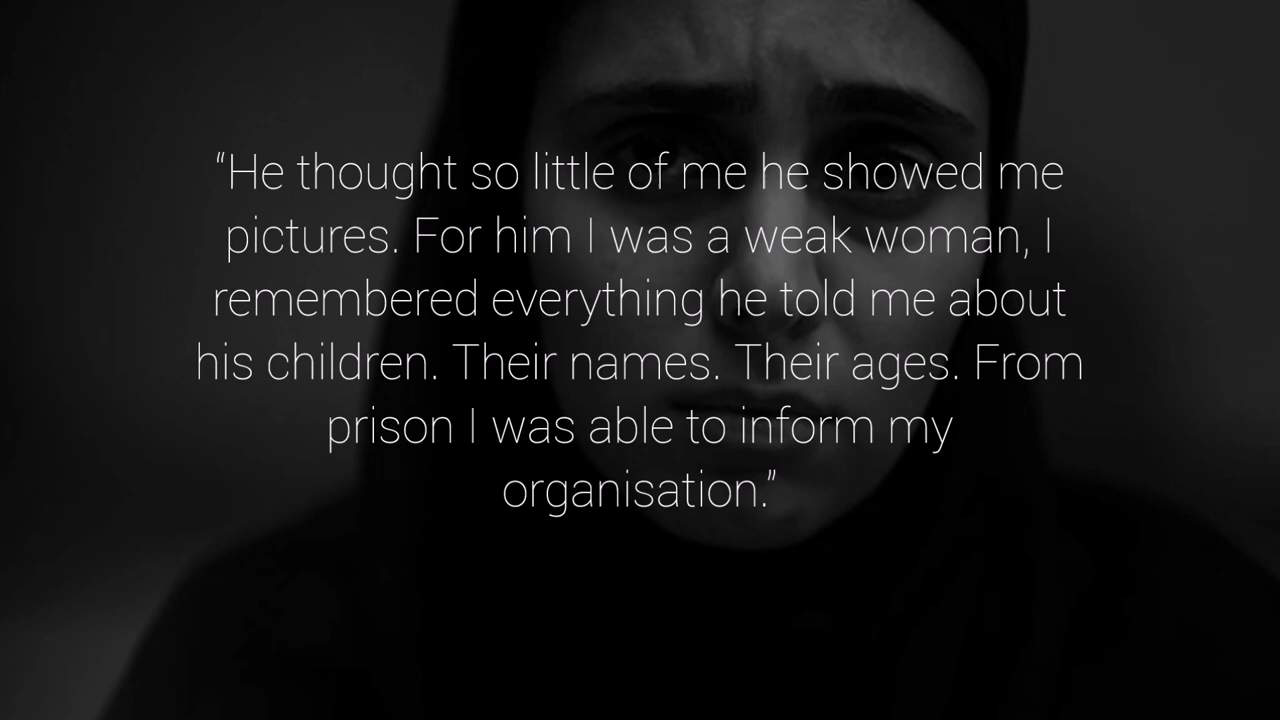 “He thought so little of me he showed me
pictures. For him I was a weak woman, I
remembered everything he told me about
his children. Their names. Their ages. From
prison I was able to inform my
organisation.”